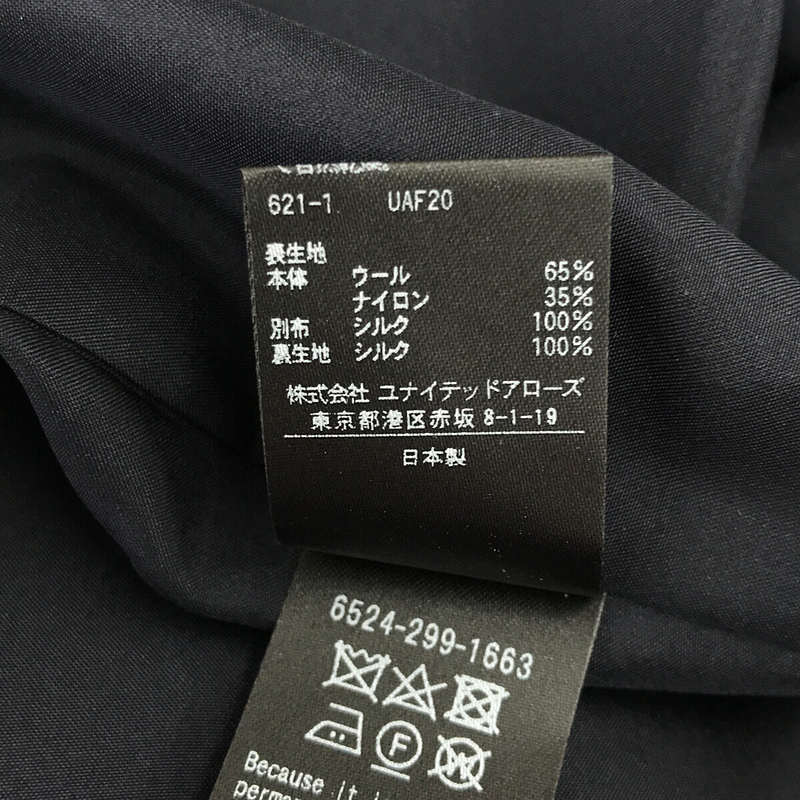 621-1 UAF20
表生地
本体 ウール 65%
ナイロン 35%
別布 シルク 100%
裏生地 シルク 100%
株式会社 ユナイテッドアローズ
東京都港区赤坂 8-1-19
日本製
6524-299-1663
F
W
Because it
perman